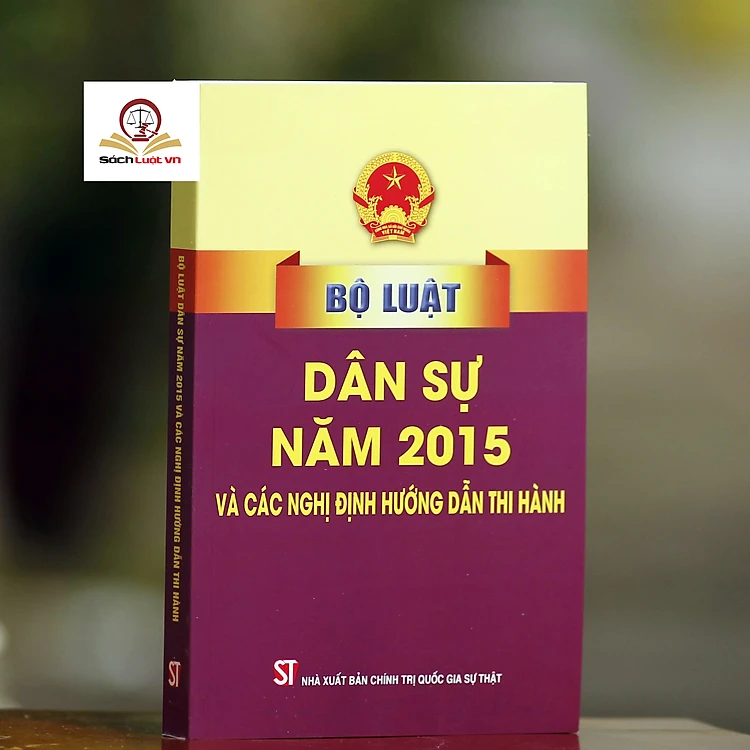 Sách Luật VN
VIỆT NAM
BỘ LUẬT
DÂN SỰ
NĂM 2015
VÀ CÁC NGHỊ ĐỊNH HƯỚNG DẪN THI HÀNH
ST NHÀ XUẤT BẢN CHÍNH TRỊ QUỐC GIA SỰ THẬT
BỘ LUẬT DÂN SỰ NĂM 2015 VÀ CÁC NGHỊ ĐỊNH HƯỚNG DẪN THI HÀNH
ST